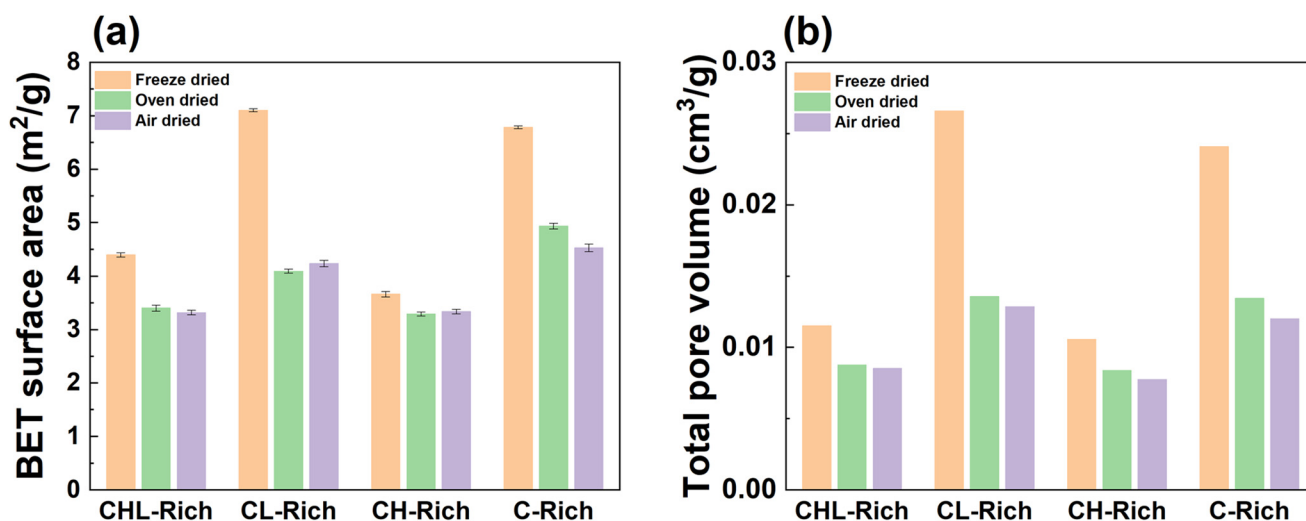 (a)
BET surface area (m²/g)
8
7
6
5
4
3
2
1
0
Freeze dried
Oven dried
Air dried
CHL-Rich CL-Rich CH-Rich C-Rich
(b)
Total pore volume (cm³/g)
0.03
0.02
0.01
0.00
Freeze dried
Oven dried
Air dried
CHL-Rich CL-Rich CH-Rich C-Rich